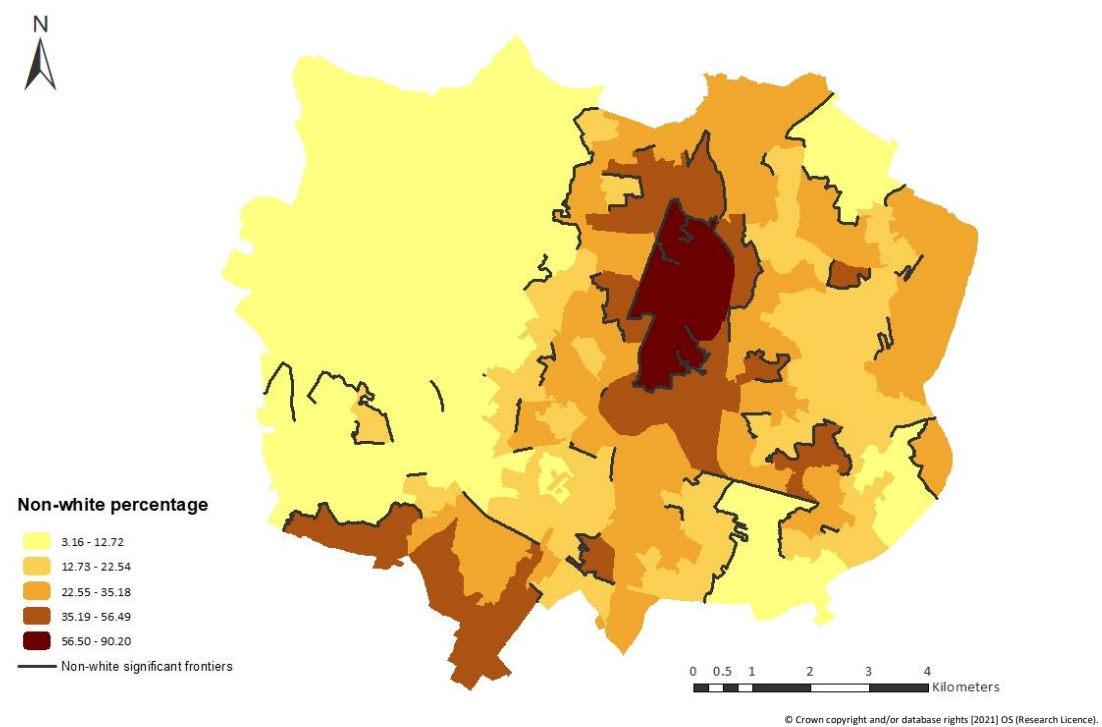 N
Non-white percentage
3.16 - 12.72
12.73 - 22.54
22.55 - 35.18
35.19 - 56.49
56.50 - 90.20
Non-white significant frontiers
0 0.5 1 2 3 4
Kilometers
© Crown copyright and/or database rights [2021] OS (Research Licence).